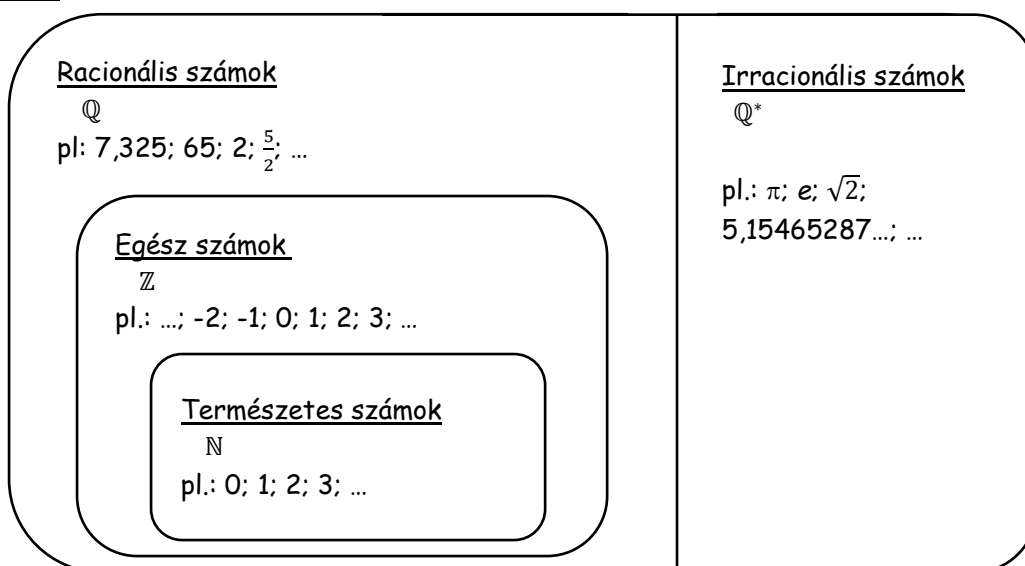 Racionális számok
ℚ
pl: 7,325; 65; 2; 5/2; ...
Egész számok
ℤ
pl.: ...; -2; -1; 0; 1; 2; 3; ...
Természetes számok
ℕ
pl.: 0; 1; 2; 3; ...
Irracionális számok
ℚ*
pl.: π; e; √2;
5,15465287...; ...